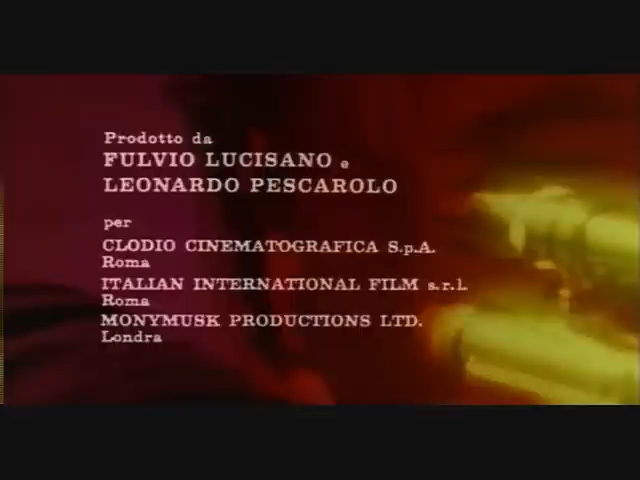 Prodotto da
FULVIO LUCISANO e
LEONARDO PESCAROLO
per
CLODIO CINEMATOGRAFICA S.p.A.
Roma
ITALIAN INTERNATIONAL FILM s.r.l.
Roma
MONYMUSK PRODUCTIONS LTD.
Londra